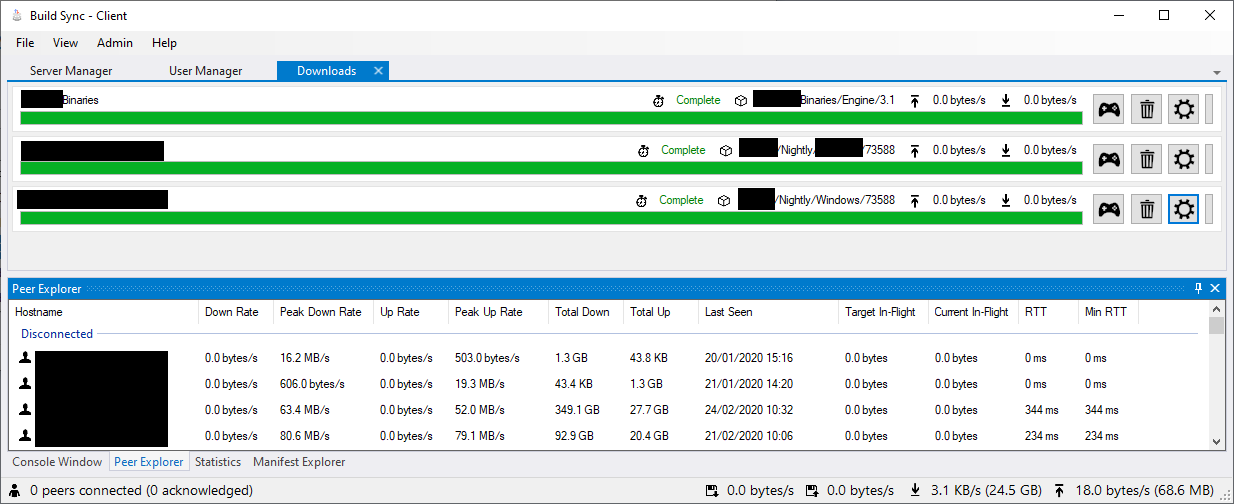 Build Sync - Client
File View Admin Help
Server Manager User Manager Downloads
Binaries Complete Binaries/Engine/3.1 0.0 bytes/s 0.0 bytes/s
Complete /Nightly/ /73588 0.0 bytes/s 0.0 bytes/s
Complete /Nightly/Windows/73588 0.0 bytes/s 0.0 bytes/s
Peer Explorer
Hostname Down Rate Peak Down Rate Up Rate Peak Up Rate Total Down Total Up Last Seen Target In-Flight Current In-Flight RTT Min RTT
Disconnected
0.0 bytes/s 16.2 MB/s 0.0 bytes/s 503.0 bytes/s 1.3 GB 43.8 KB 20/01/2020 15:16 0.0 bytes 0.0 bytes 0 ms 0 ms
0.0 bytes/s 606.0 bytes/s 0.0 bytes/s 19.3 MB/s 43.4 KB 1.3 GB 21/01/2020 14:20 0.0 bytes 0.0 bytes 0 ms 0 ms
0.0 bytes/s 63.4 MB/s 0.0 bytes/s 52.0 MB/s 349.1 GB 27.7 GB 24/02/2020 10:32 0.0 bytes 0.0 bytes 344 ms 344 ms
0.0 bytes/s 80.6 MB/s 0.0 bytes/s 79.1 MB/s 92.9 GB 20.4 GB 21/02/2020 10:06 0.0 bytes 0.0 bytes 234 ms 234 ms
Console Window Peer Explorer Statistics Manifest Explorer
0 peers connected (0 acknowledged) 0.0 bytes/s 0.0 bytes/s 3.1 KB/s (24.5 GB) 18.0 bytes/s (68.6 MB)